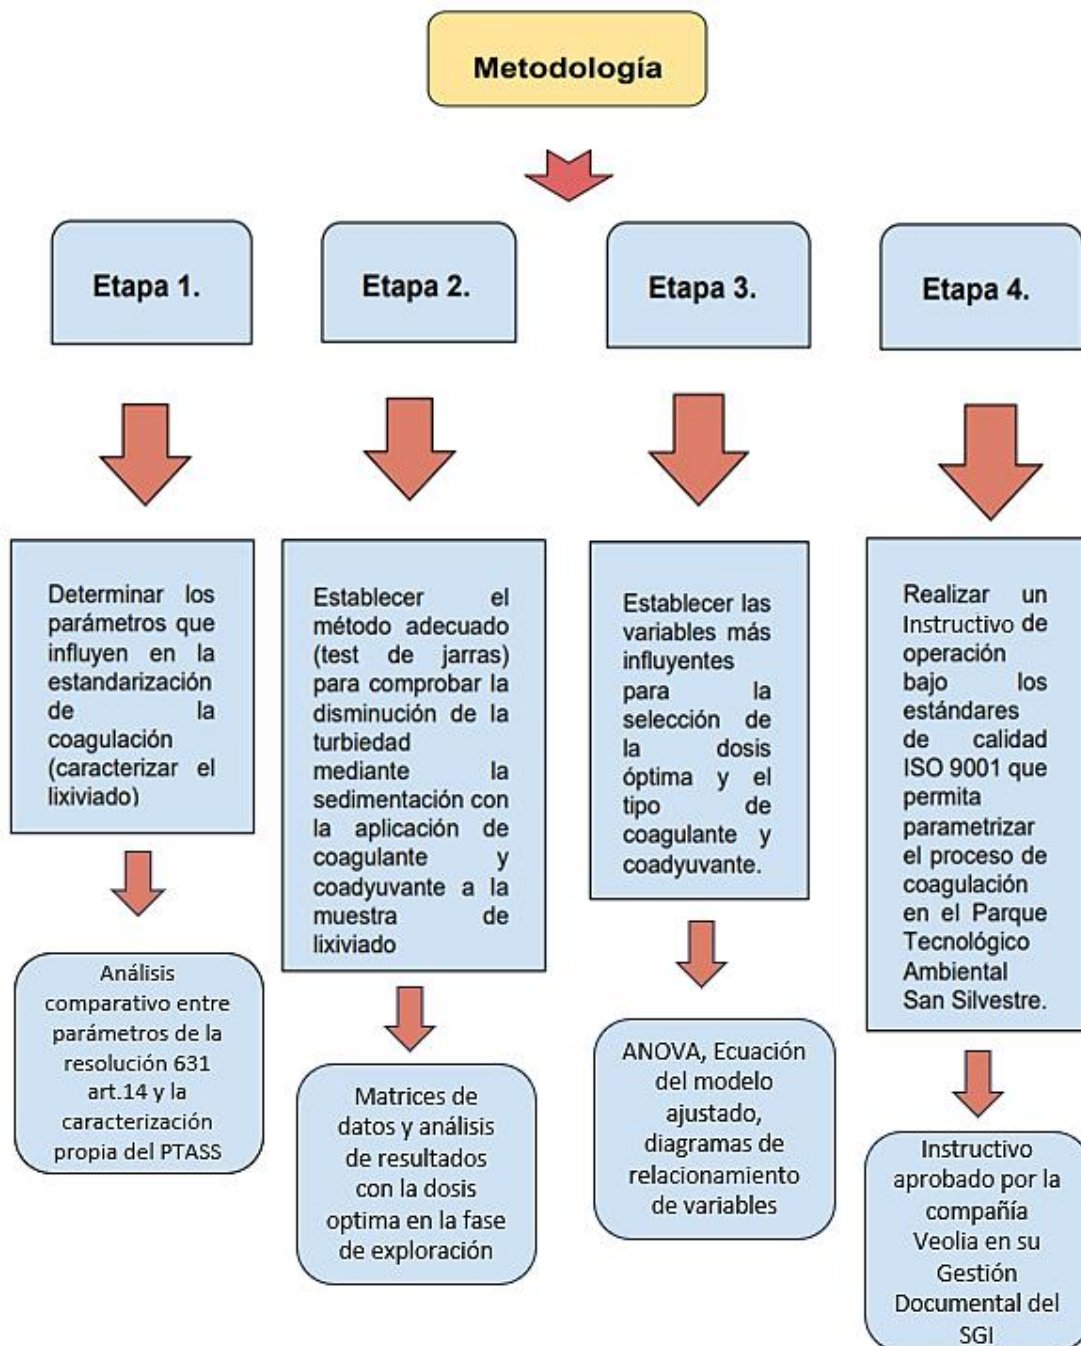 Metodología
Etapa 1.
Etapa 2.
Etapa 3.
Etapa 4.
Determinar los
parámetros que
influyen en la
estandarización
de la
coagulación
(caracterizar el
lixiviado)
Establecer el
método adecuado
(test de jarras)
para comprobar la
disminución de la
turbiedad
mediante la
sedimentación con
la aplicación de
coagulante y
coadyuvante a la
muestra de
lixiviado
Establecer las
variables más
influyentes
para la
selección de
la dosis
óptima y el
tipo de
coagulante y
coadyuvante.
Realizar un
Instructivo de
operación
bajo los
estándares
de calidad
ISO 9001 que
permita
parametrizar
el proceso de
coagulación
en el Parque
Tecnológico
Ambiental
San Silvestre.
Análisis
comparativo entre
parámetros de la
resolución 631
art.14 y la
caracterización
propia del PTASS
Matrices de
datos y análisis
de resultados
con la dosis
optima en la fase
de exploración
ANOVA, Ecuación
del modelo
ajustado,
diagramas de
relacionamiento
de variables
Instructivo
aprobado por la
compañía
Veolia en su
Gestión
Documental del
SGI